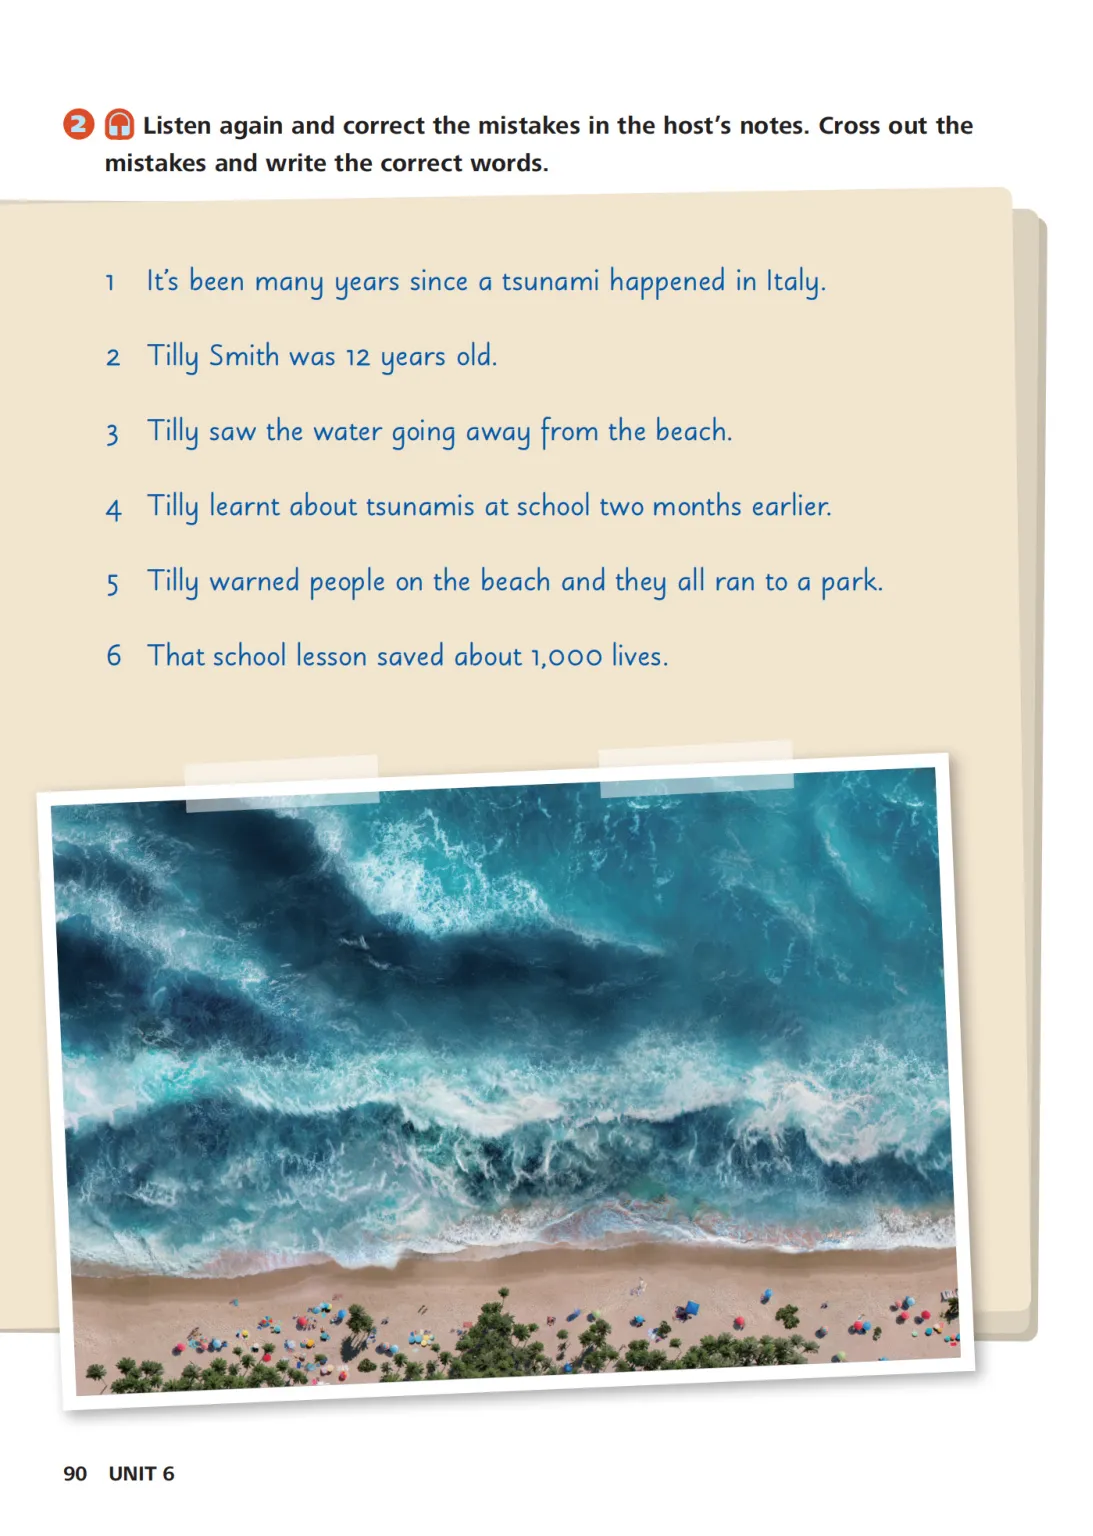 2 Listen again and correct the mistakes in the host's notes. Cross out the
mistakes and write the correct words.
1 It's been many years since a tsunami happened in Italy.
2 Tilly Smith was 12 years old.
3 Tilly saw the water going away from the beach.
4 Tilly learnt about tsunamis at school two months earlier.
5 Tilly warned people on the beach and they all ran to a park.
6 That school lesson saved about 1,000 lives.
90 UNIT 6